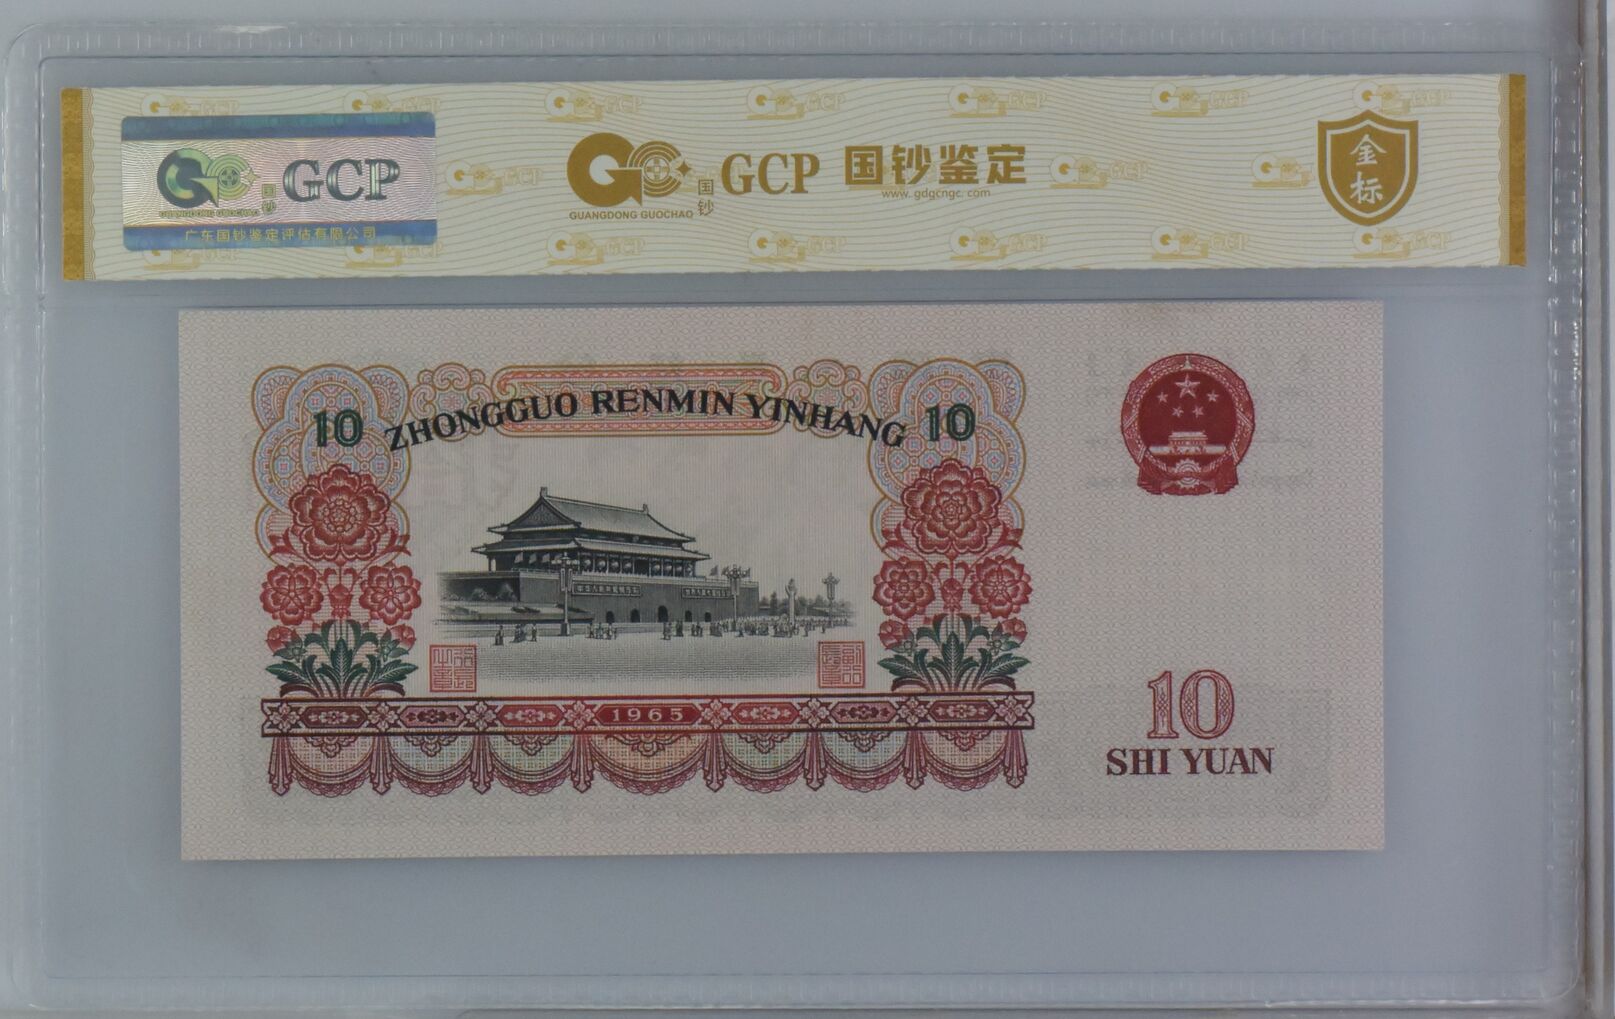 GCP
国钞
GUANGDONG GUOCHAO
广东国钞鉴定评估有限公司
国钞
GUANGDONG GUOCHAO
GCP 国钞鉴定
www.gdgcngc.com
金标
10 ZHONGGUO RENMIN YINHANG 10
1965
10
SHI YUAN